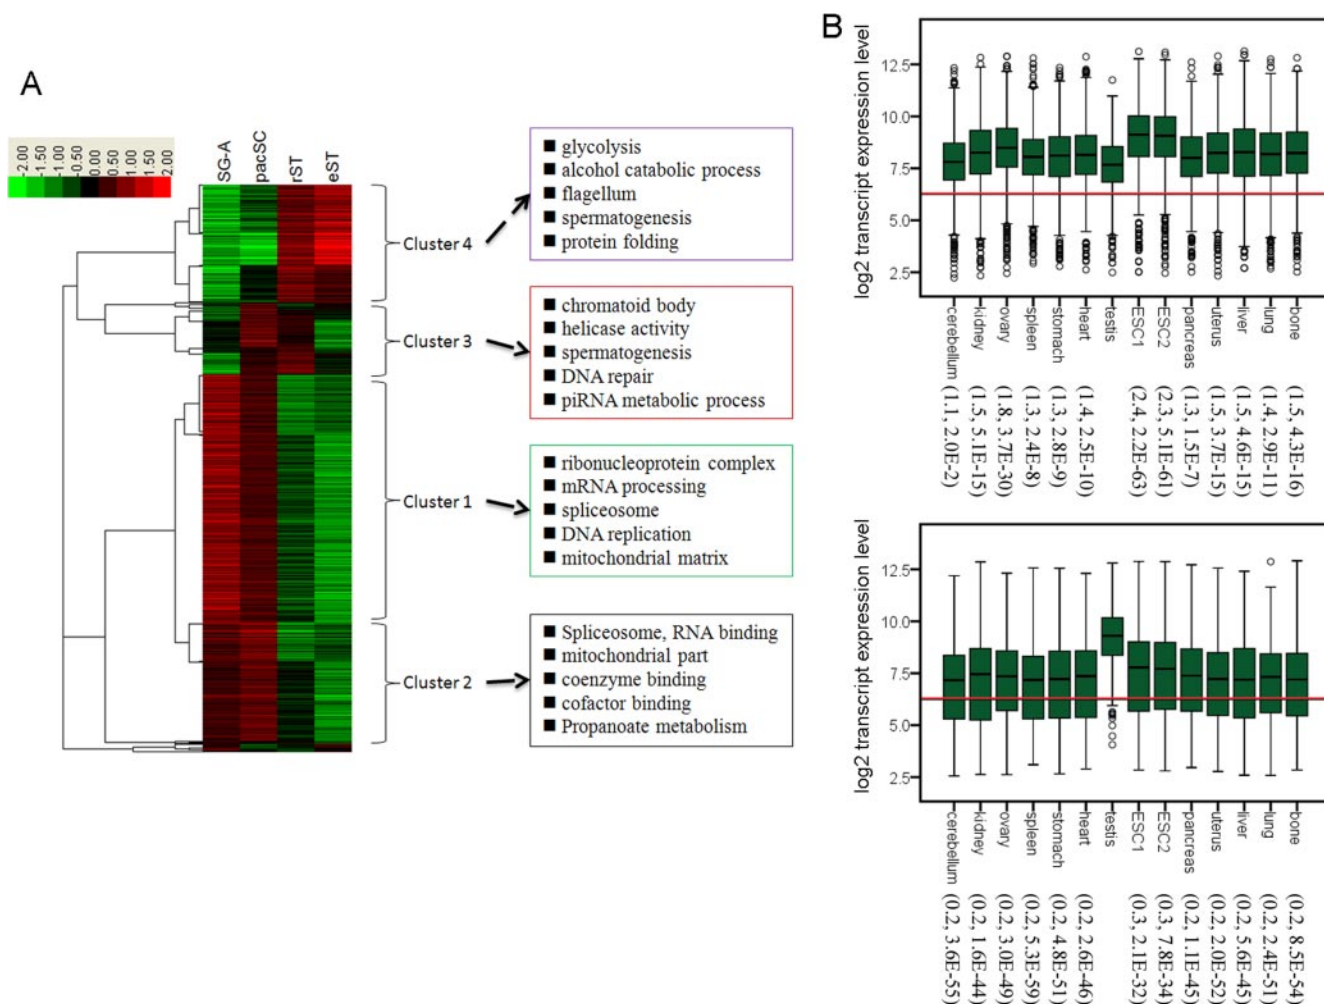 A
-2.00
-1.50
-1.00
-0.50
0.00
0.50
1.00
1.50
2.00
SG-A
pacSC
rST
eST
Cluster 4
■ glycolysis
■ alcohol catabolic process
■ flagellum
■ spermatogenesis
■ protein folding
Cluster 3
■ chromatoid body
■ helicase activity
■ spermatogenesis
■ DNA repair
■ piRNA metabolic process
Cluster 1
■ ribonucleoprotein complex
■ mRNA processing
■ spliceosome
■ DNA replication
■ mitochondrial matrix
Cluster 2
■ Spliceosome, RNA binding
■ mitochondrial part
■ coenzyme binding
■ cofactor binding
■ Propanoate metabolism
B
log2 transcript expression level
12.5
10.0
7.5
5.0
2.5
cerebellum
kidney
ovary
spleen
stomach
heart
testis
ESC1
ESC2
pancreas
uterus
liver
lung
bone
(1.1, 2.0E-2)
(1.5, 5.1E-15)
(1.8, 3.7E-30)
(1.3, 2.4E-8)
(1.3, 2.8E-9)
(1.4, 2.5E-10)
(2.4, 2.2E-63)
(2.3, 5.1E-61)
(1.3, 1.5E-7)
(1.5, 3.7E-15)
(1.5, 4.6E-15)
(1.4, 2.9E-11)
(1.5, 4.3E-16)
log2 transcript expression level
12.5
10.0
7.5
5.0
2.5
cerebellum
kidney
ovary
spleen
stomach
heart
testis
ESC1
ESC2
pancreas
uterus
liver
lung
bone
(0.2, 3.6E-55)
(0.2, 1.6E-44)
(0.2, 3.0E-49)
(0.2, 5.3E-59)
(0.2, 4.8E-51)
(0.2, 2.6E-46)
(0.3, 2.1E-32)
(0.3, 7.8E-34)
(0.2, 1.1E-45)
(0.2, 2.0E-52)
(0.2, 5.6E-45)
(0.2, 2.4E-51)
(0.2, 8.5E-54)